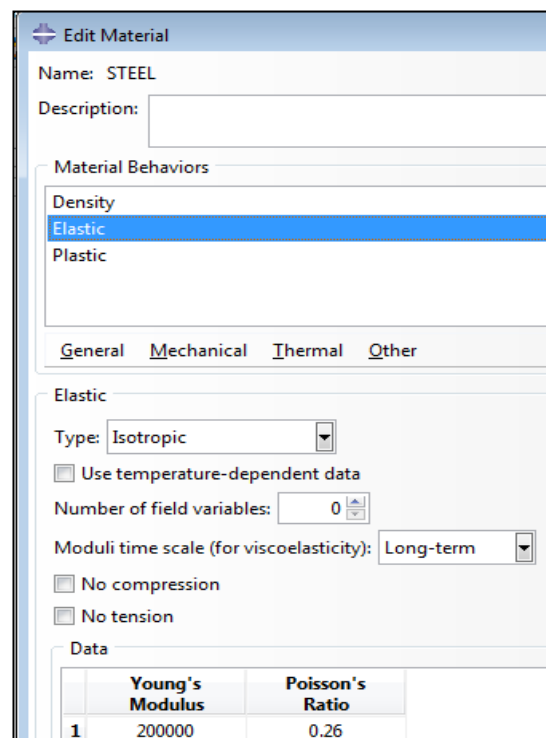 Edit Material
Name: STEEL
Description:
Material Behaviors
Density
Elastic
Plastic
General Mechanical Thermal Other
Elastic
Type: Isotropic
Use temperature-dependent data
Number of field variables: 0
Moduli time scale (for viscoelasticity): Long-term
No compression
No tension
Data
Young's Poisson's
Modulus Ratio
1 200000 0.26